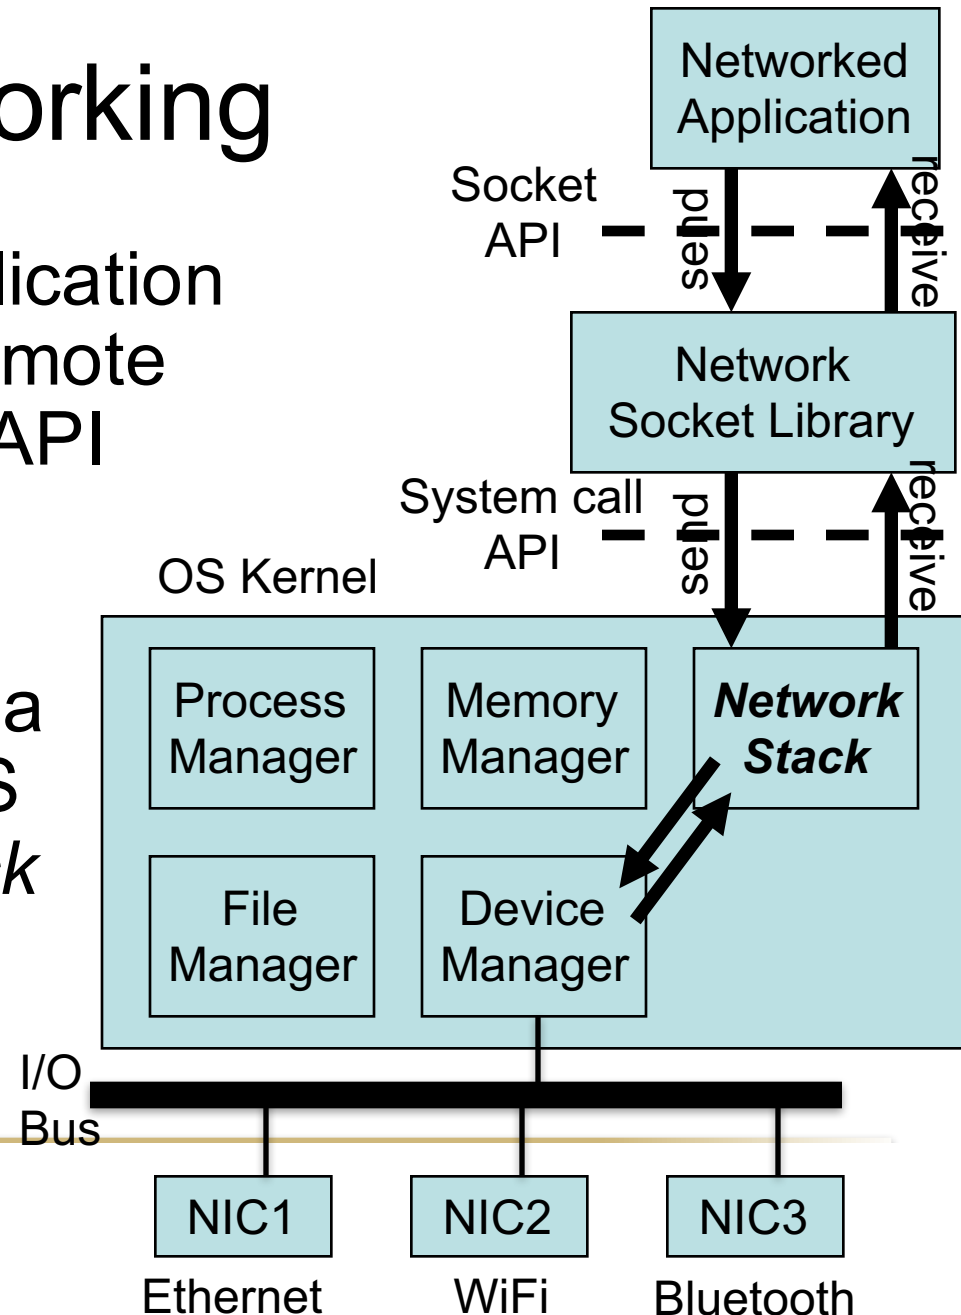 orking
lication
mote
API
a
S
ck
Networked
Application
Socket
API
send
receive
Network
Socket Library
System call
API
send
receive
OS Kernel
Process
Manager
Memory
Manager
Network
Stack
File
Manager
Device
Manager
I/O
Bus
NIC1
NIC2
NIC3
Ethernet
WiFi
Bluetooth